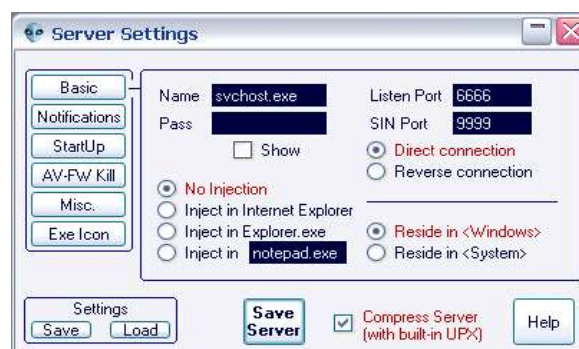 Server Settings
Basic
Notifications
StartUp
AV-FW Kill
Misc.
Exe Icon
Name svchost.exe
Pass
Show
No Injection
Inject in Internet Explorer
Inject in Explorer.exe
Inject in notepad.exe
Listen Port 6666
SIN Port 9999
Direct connection
Reverse connection
Reside in <Windows>
Reside in <System>
Settings
Save Load
Save
Server
Compress Server
(with built-in UPX)
Help